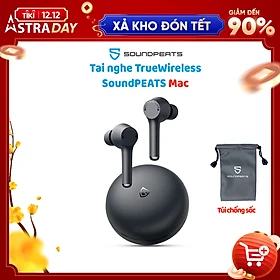 TIKI 12.12
ASTRA DAY
XẢ KHO ĐÓN TẾT
GIẢM ĐẾN
90%
SOUNDPEATS
Tai nghe TrueWireless
SoundPEATS Mac
SOUNDPEATS
Túi chống sốc